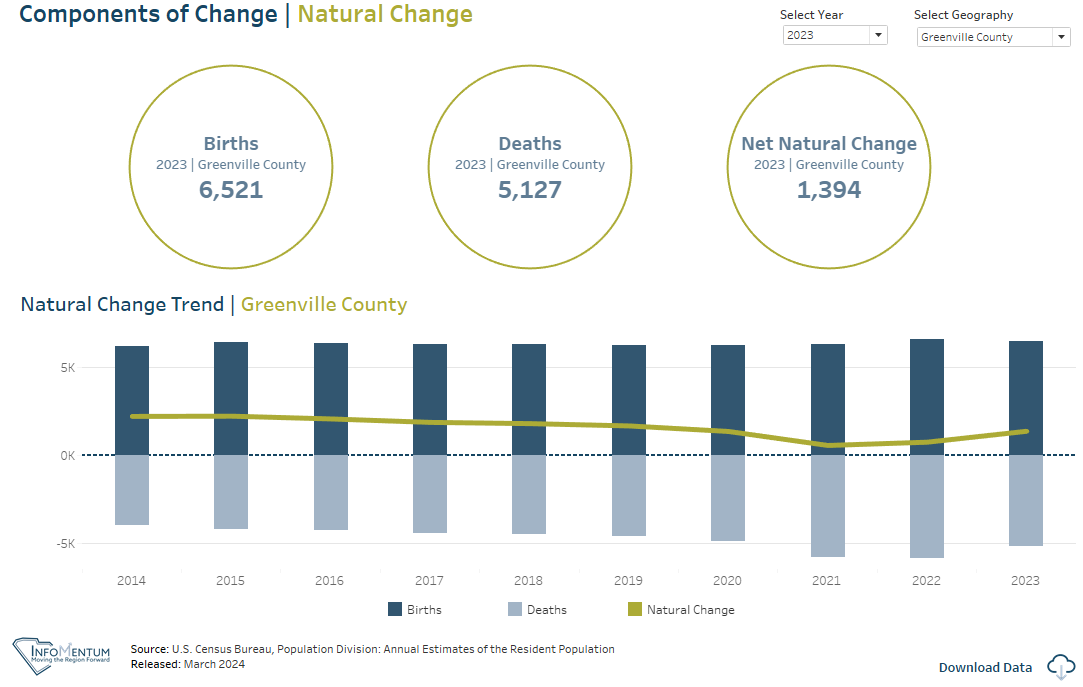 Components of Change | Natural Change
Select Year
Select Geography
2023
Greenville County
Births
2023 | Greenville County
6,521
Deaths
2023 | Greenville County
5,127
Net Natural Change
2023 | Greenville County
1,394
Natural Change Trend | Greenville County
5K
0K
-5K
2014 2015 2016 2017 2018 2019 2020 2021 2022 2023
Births Deaths Natural Change
INFOMENTUM
Moving the Region Forward
Source: U.S. Census Bureau, Population Division: Annual Estimates of the Resident Population
Released: March 2024
Download Data